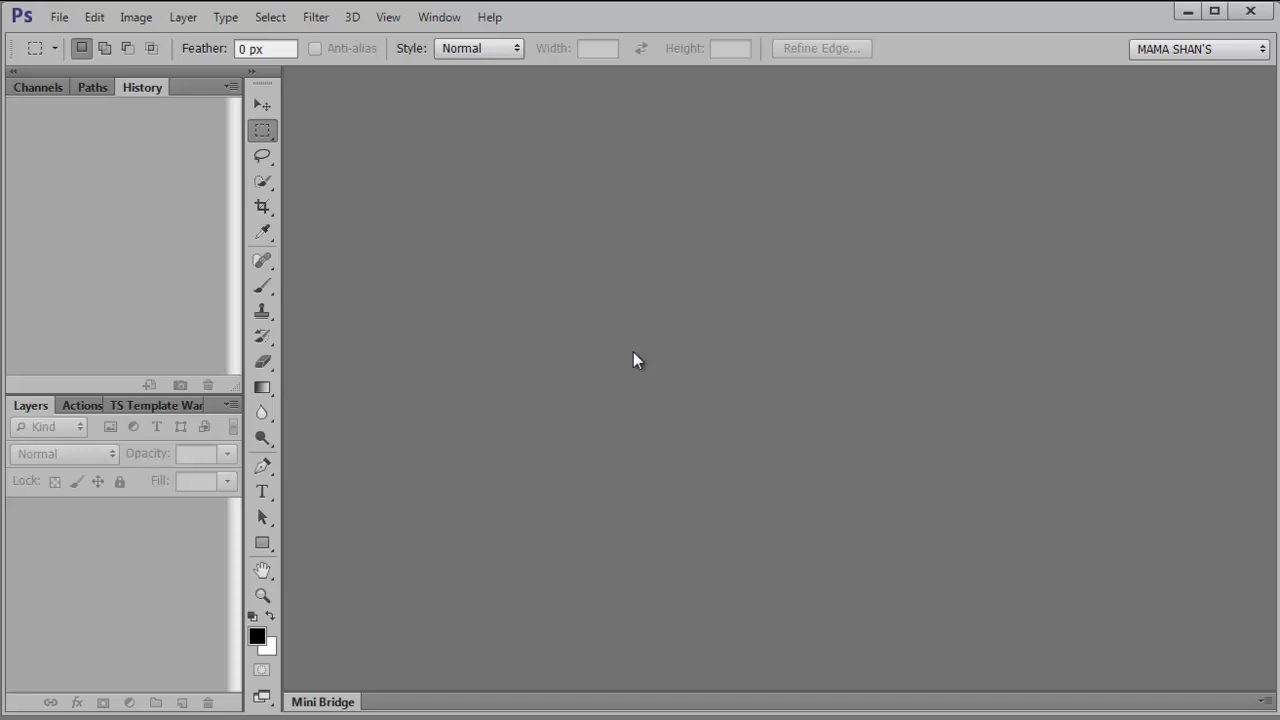 Ps File Edit Image Layer Type Select Filter 3D View Window Help
Feather: 0 px Anti-alias Style: Normal Width: Height: Refine Edge... MAMA SHAN'S
Channels Paths History
Layers Actions TS Template War
Kind T
Normal Opacity:
Lock: Fill:
T
fx
Mini Bridge